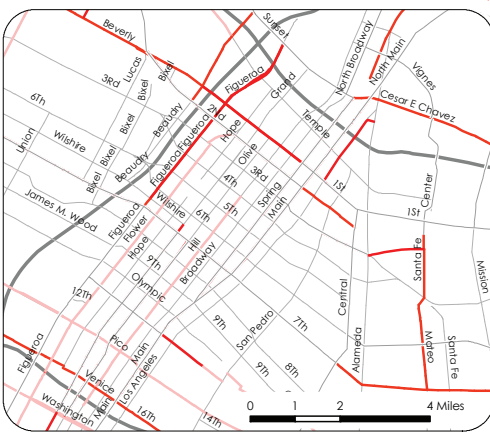 Beverly
Sunset
North Broadway
North Main
Vignes
Lucas
Bixel
Bixel
3Rd
Figueroa
Grand
Cesar E Chavez
6Th
Beaudry
2Nd
Temple
Union
Wilshire
Bixel
Figueroa
Hope
Beaudry
Olive
3Rd
Bixel
Bixel
Figueroa
4Th
Spring
1St
Center
James M. Wood
Wilshire
6Th
5Th
Main
1St
Figueroa
Flower
Hope
Hill
Broadway
Santa Fe
Mission
9Th
Olympic
12Th
Central
9Th
San Pedro
7Th
Figueroa
Pico
Main
Los Angeles
Alameda
Mateo
Santa Fe
9Th
8Th
Venice
Washington
Main
16Th
14Th
0 1 2 4 Miles